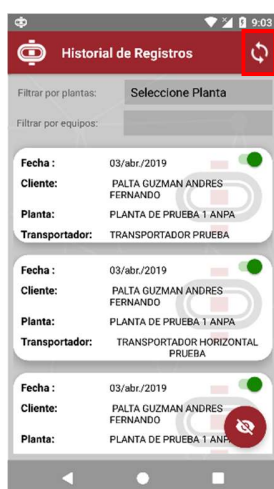 9:03
Historial de Registros
Filtrar por plantas: Seleccione Planta
Filtrar por equipos:
Fecha : 03/abr./2019
Cliente: PALTA GUZMAN ANDRES
FERNANDO
Planta: PLANTA DE PRUEBA 1 ANPA
Transportador: TRANSPORTADOR PRUEBA
Fecha : 03/abr./2019
Cliente: PALTA GUZMAN ANDRES
FERNANDO
Planta: PLANTA DE PRUEBA 1 ANPA
Transportador: TRANSPORTADOR HORIZONTAL
PRUEBA
Fecha : 03/abr./2019
Cliente: PALTA GUZMAN ANDRES
FERNANDO
Planta: PLANTA DE PRUEBA 1